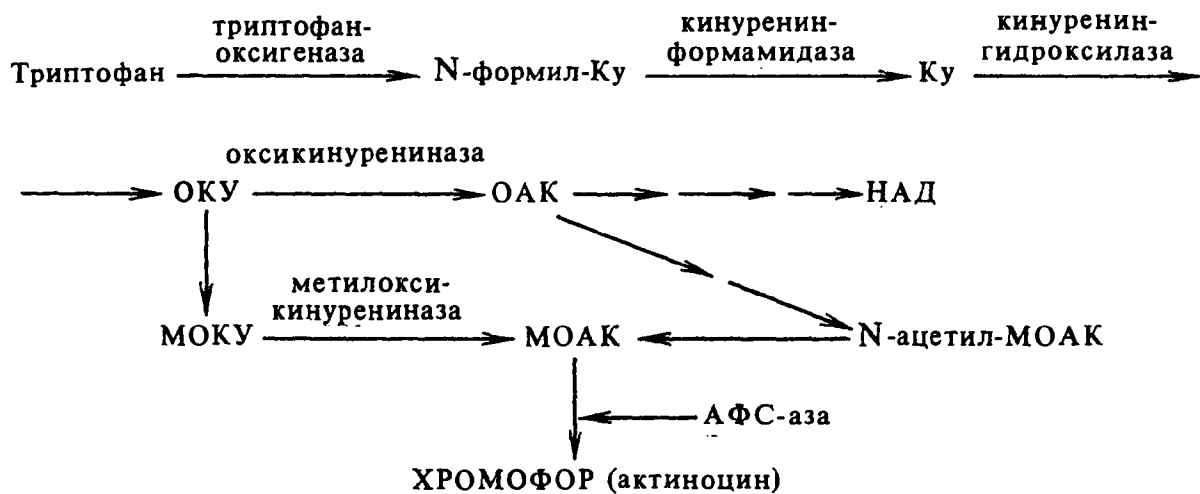 триптофан-
оксигеназа
кинуренин-
формамидаза
кинуренин-
гидроксилаза
Триптофан
N-формил-Ку
Ку
оксикинурениназа
ОКУ
ОАК
НАД
метилокси-
кинурениназа
МОКУ
МОАК
N-ацетил-МОАК
АФС-аза
ХРОМОФОР (актиноцин)